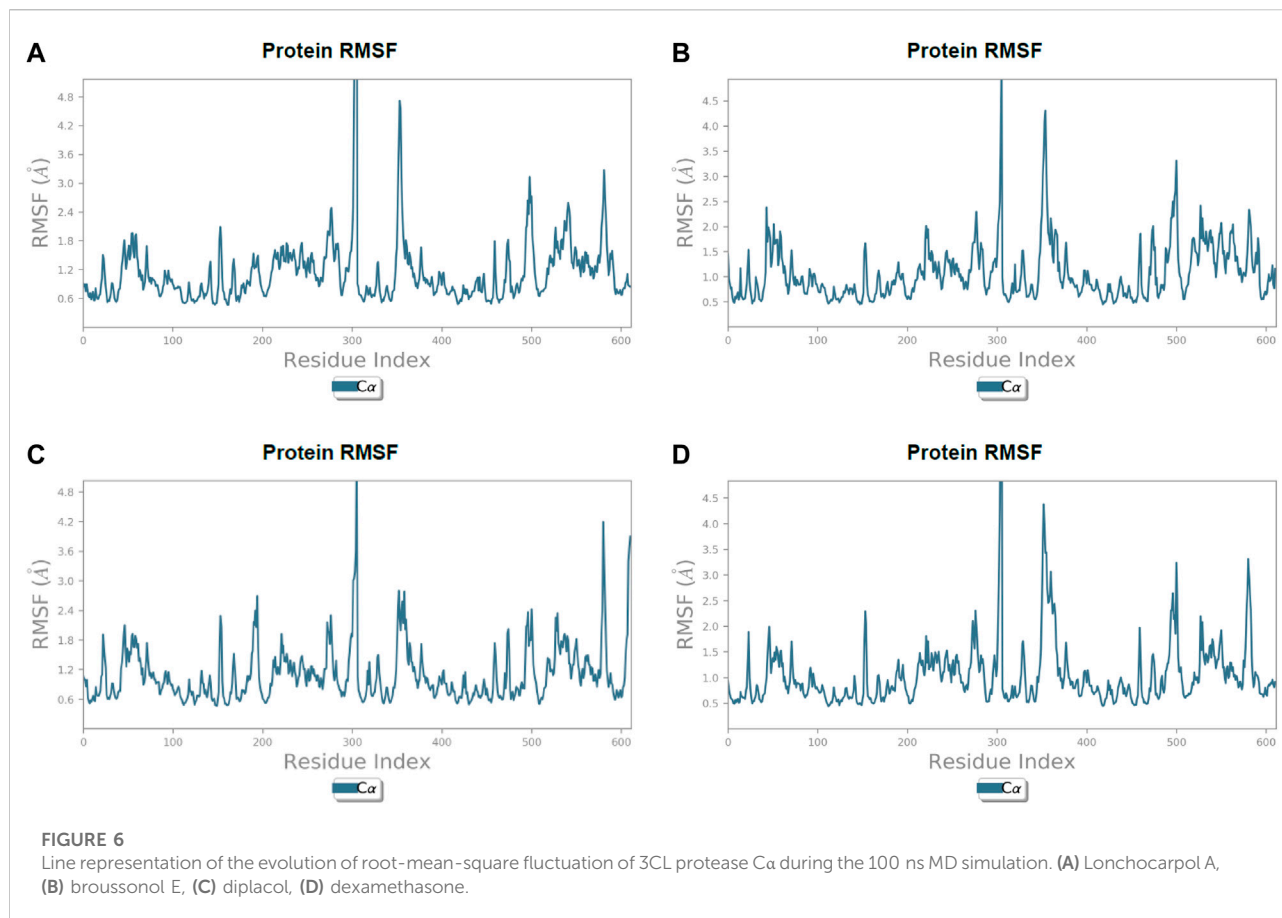 A
Protein RMSF
RMSF (Å)
4.8
4.2
3.6
3.0
2.4
1.8
1.2
0.6
0 100 200 300 400 500 600
Residue Index
Cα
B
Protein RMSF
RMSF (Å)
4.5
4.0
3.5
3.0
2.5
2.0
1.5
1.0
0.5
0 100 200 300 400 500 600
Residue Index
Cα
C
Protein RMSF
RMSF (Å)
4.8
4.2
3.6
3.0
2.4
1.8
1.2
0.6
0 100 200 300 400 500 600
Residue Index
Cα
D
Protein RMSF
RMSF (Å)
4.5
4.0
3.5
3.0
2.5
2.0
1.5
1.0
0.5
0 100 200 300 400 500 600
Residue Index
Cα
FIGURE 6
Line representation of the evolution of root-mean-square fluctuation of 3CL protease Cα during the 100 ns MD simulation. (A) Lonchocarpol A,
(B) broussonol E, (C) diplacol, (D) dexamethasone.